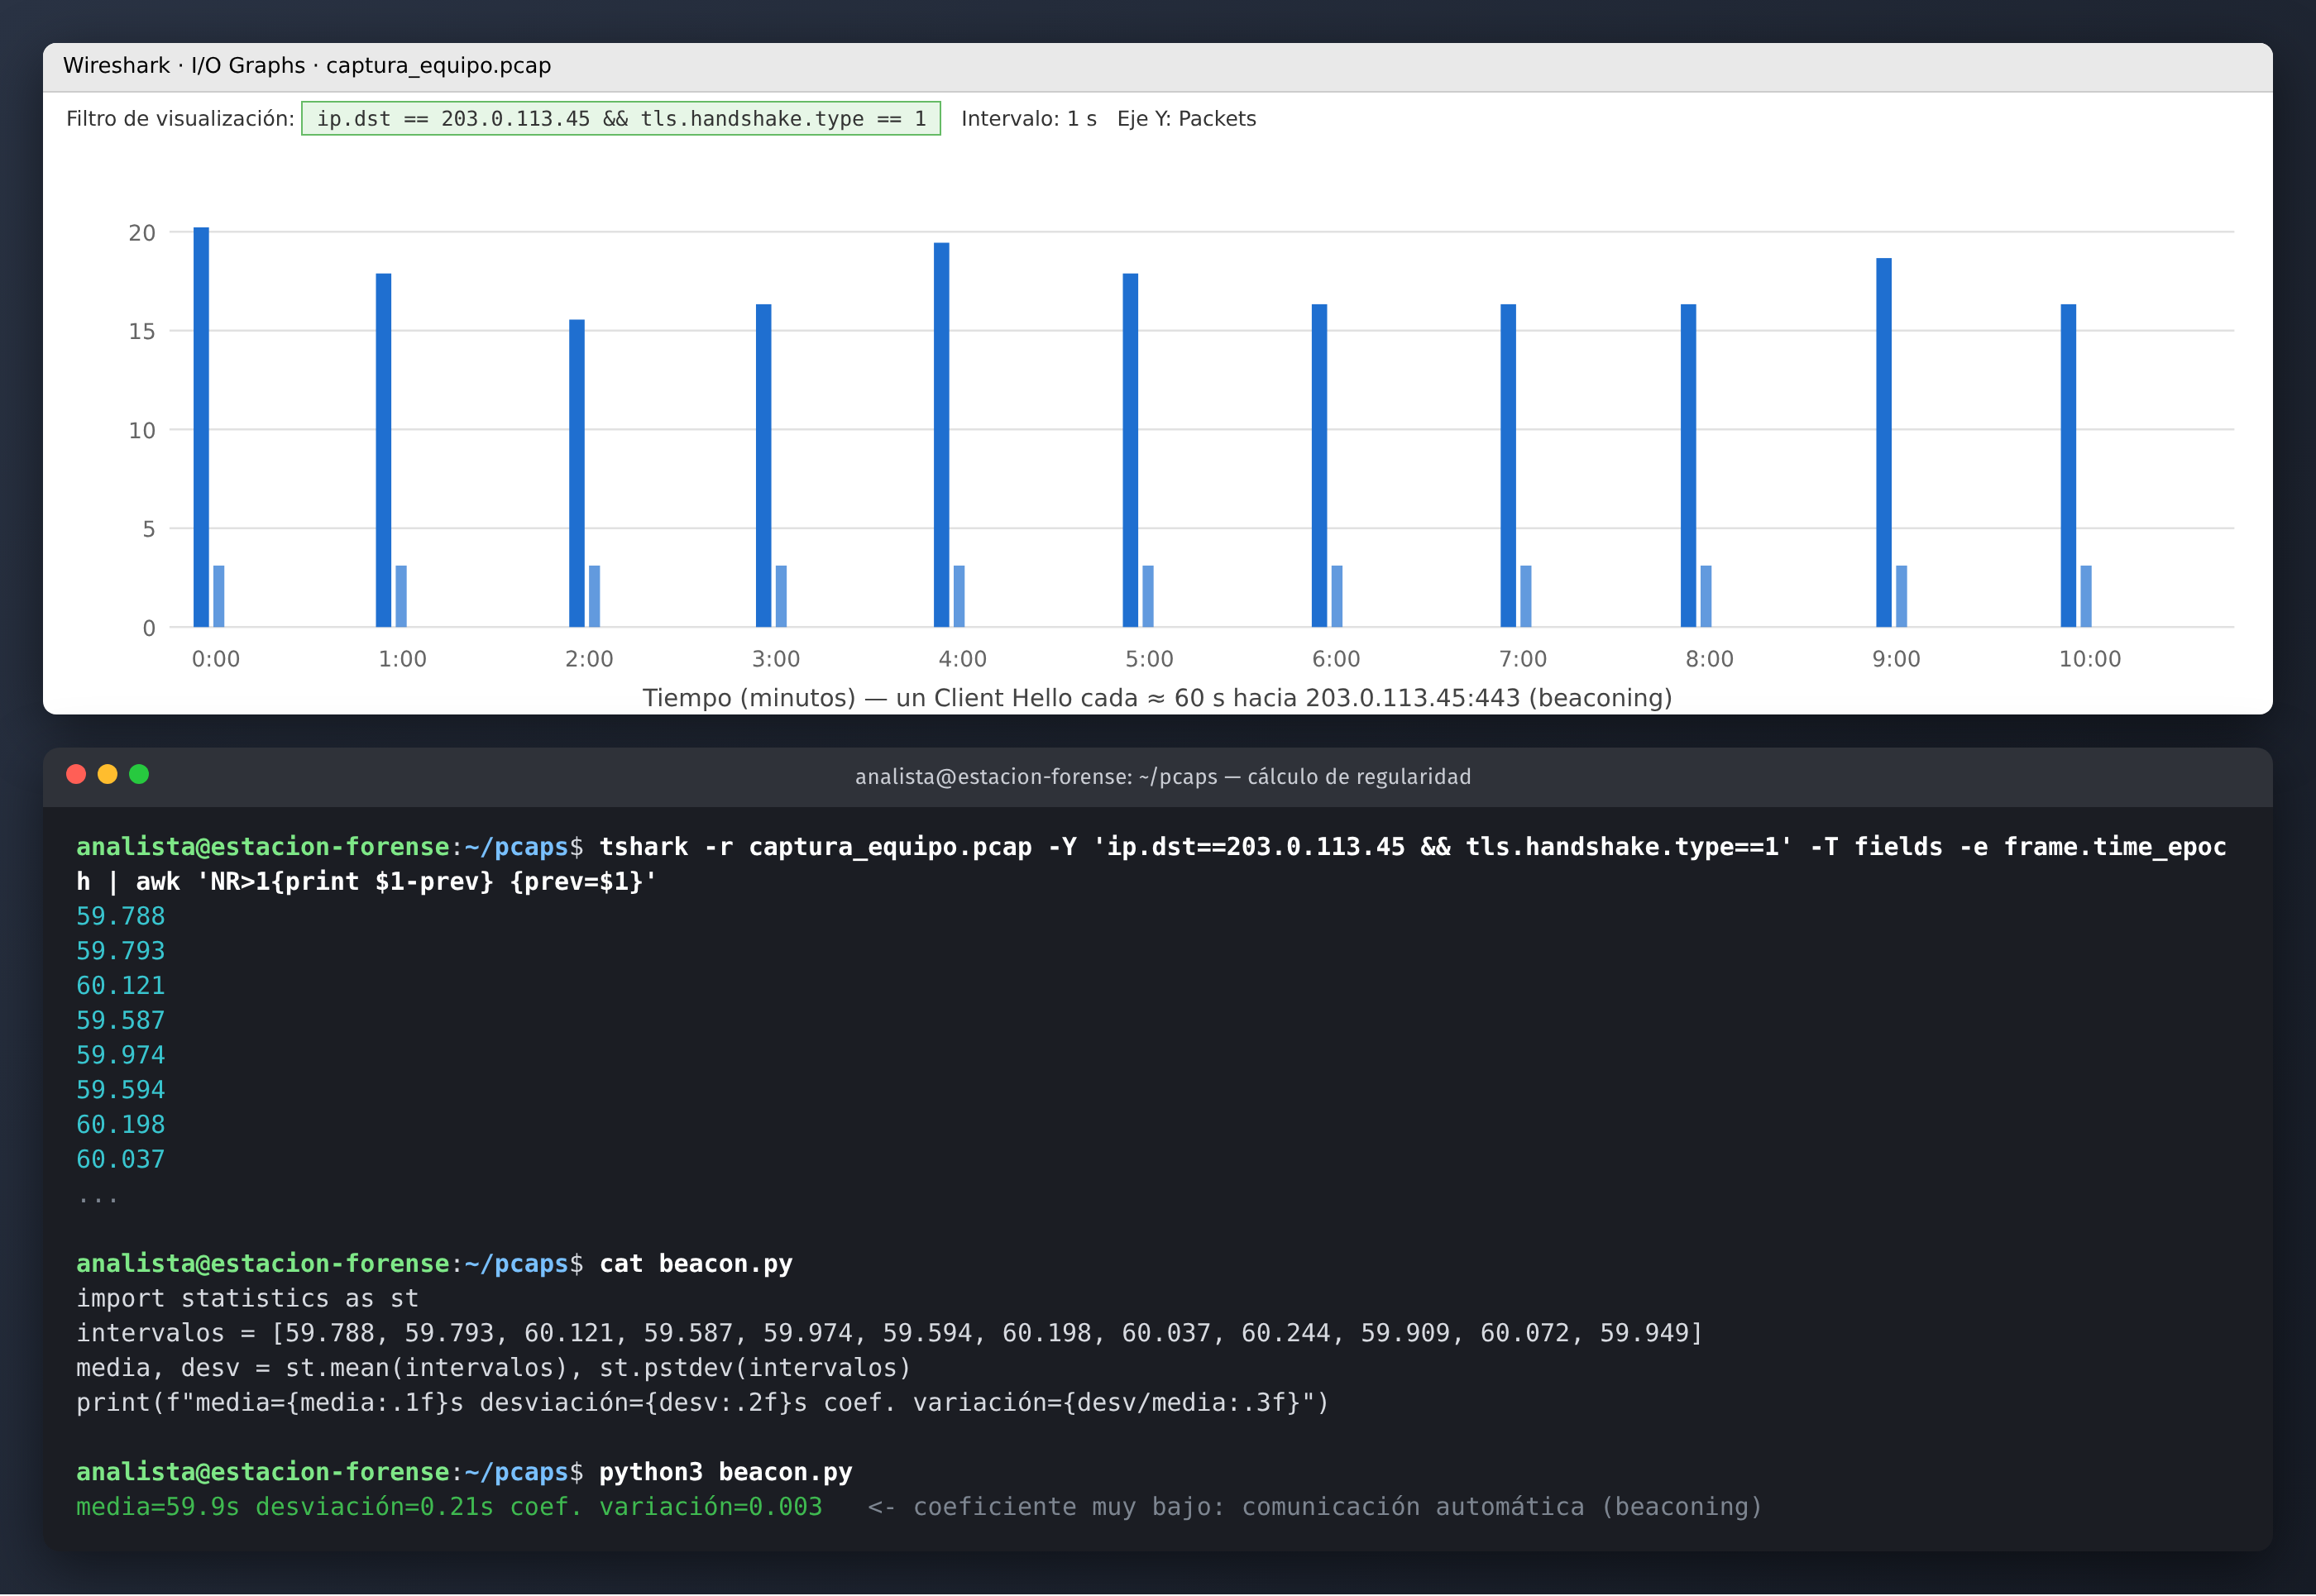 Wireshark · I/O Graphs · captura_equipo.pcap
Filtro de visualización: ip.dst == 203.0.113.45 && tls.handshake.type == 1 Intervalo: 1 s Eje Y: Packets
20
15
10
5
0
0:00 1:00 2:00 3:00 4:00 5:00 6:00 7:00 8:00 9:00 10:00
Tiempo (minutos) — un Client Hello cada ≈ 60 s hacia 203.0.113.45:443 (beaconing)
analista@estacion-forense: ~/pcaps — cálculo de regularidad
analista@estacion-forense:~/pcaps$ tshark -r captura_equipo.pcap -Y 'ip.dst==203.0.113.45 && tls.handshake.type==1' -T fields -e frame.time_epoc
h | awk 'NR>1{print $1-prev} {prev=$1}'
59.788
59.793
60.121
59.587
59.974
59.594
60.198
60.037
...
analista@estacion-forense:~/pcaps$ cat beacon.py
import statistics as st
intervalos = [59.788, 59.793, 60.121, 59.587, 59.974, 59.594, 60.198, 60.037, 60.244, 59.909, 60.072, 59.949]
media, desv = st.mean(intervalos), st.pstdev(intervalos)
print(f"media={media:.1f}s desviación={desv:.2f}s coef. variación={desv/media:.3f}")
analista@estacion-forense:~/pcaps$ python3 beacon.py
media=59.9s desviación=0.21s coef. variación=0.003 <- coeficiente muy bajo: comunicación automática (beaconing)